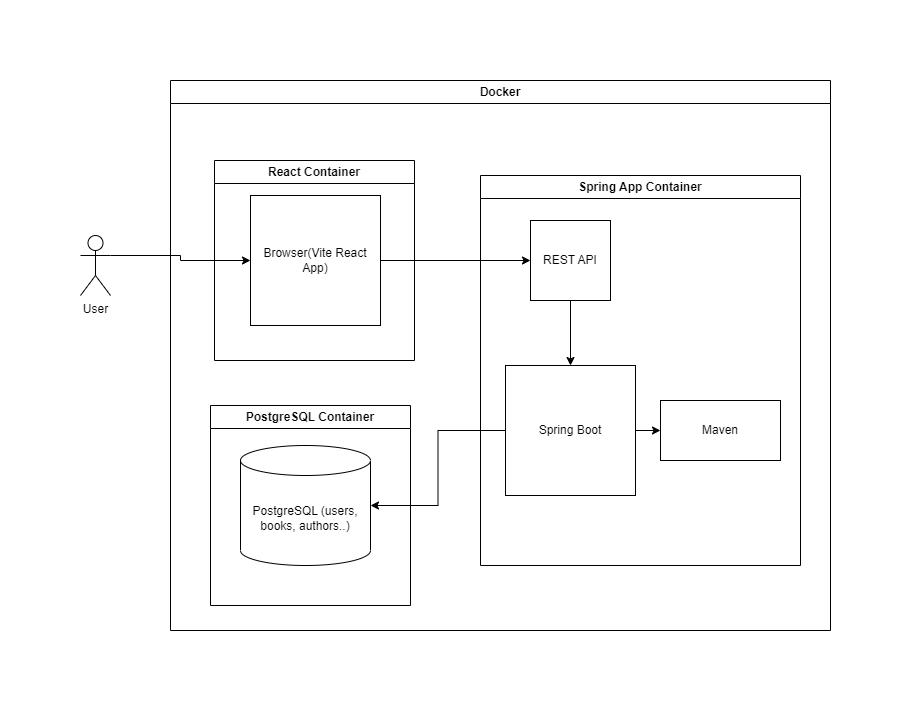 Docker
React Container
Spring App Container
Browser(Vite React
App)
REST API
User
PostgreSQL Container
Spring Boot
Maven
PostgreSQL (users,
books, authors..)